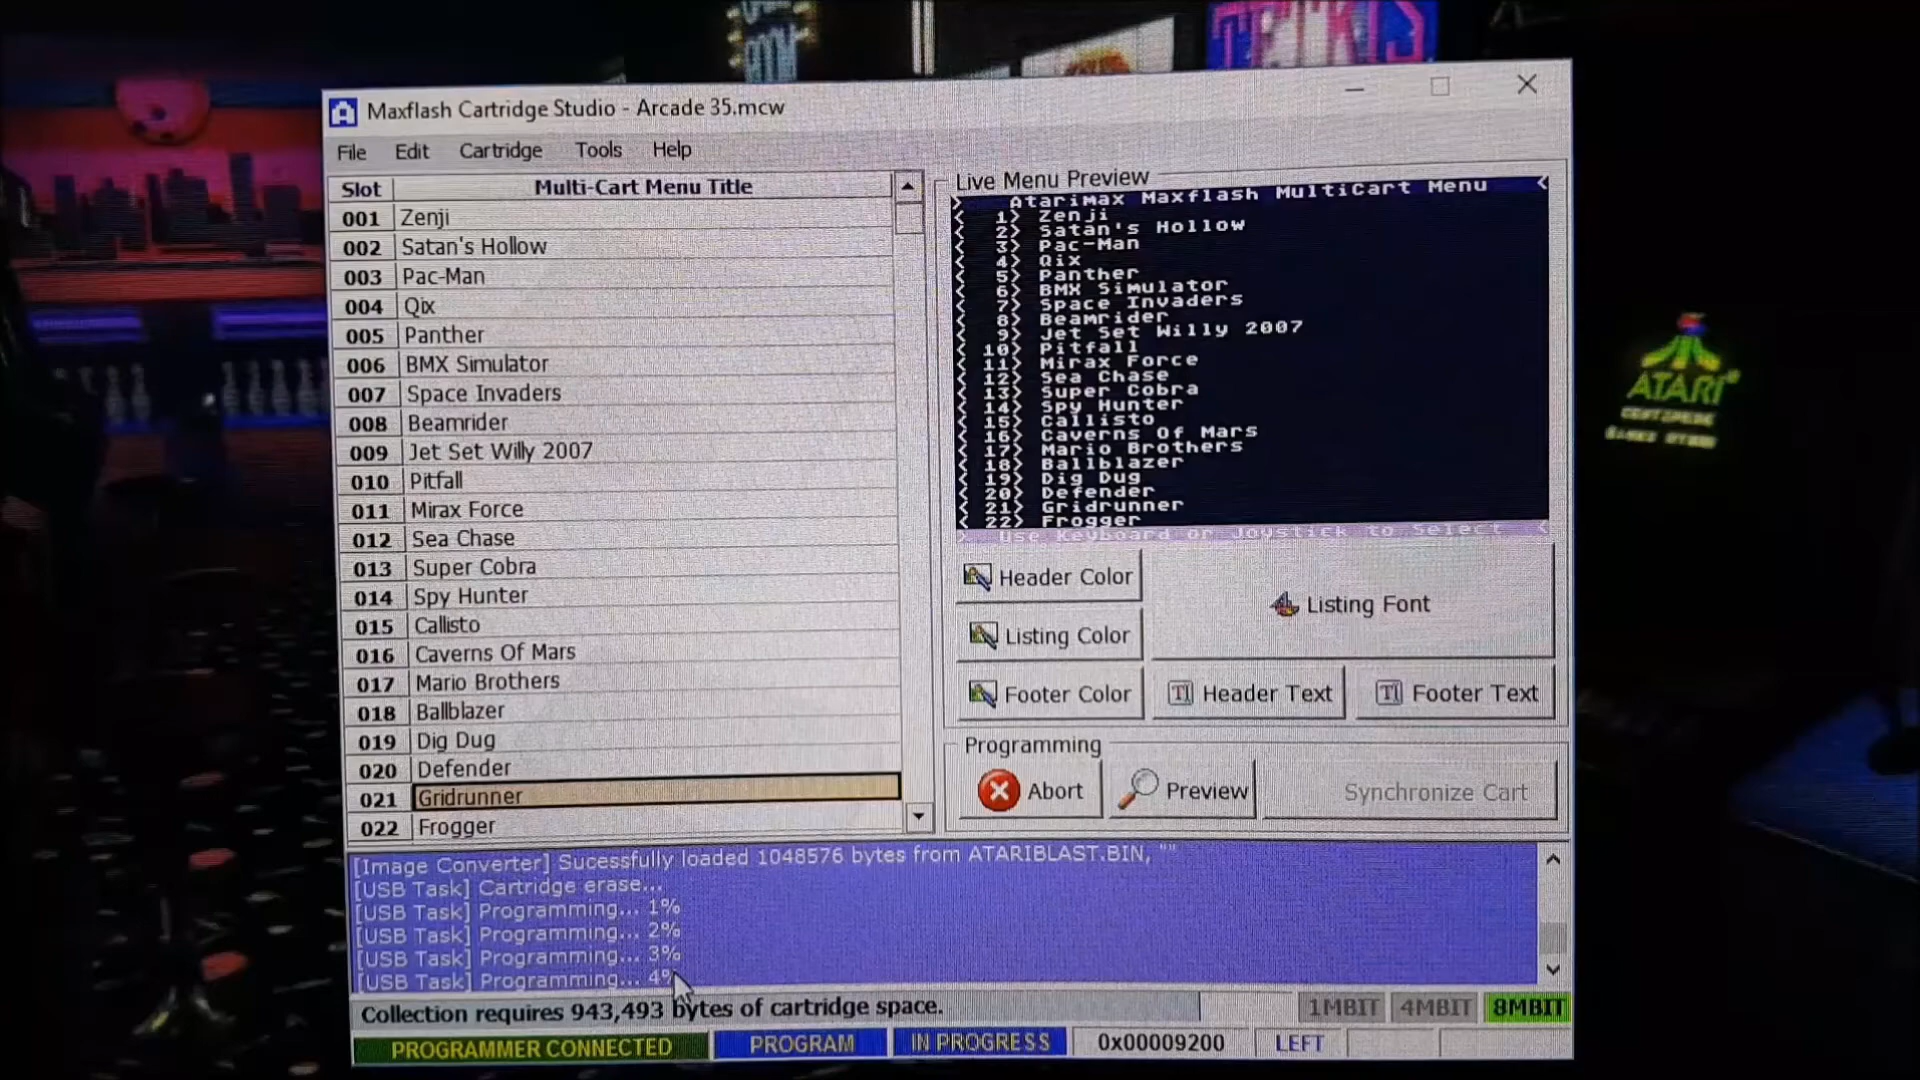 TETRIS
Maxflash Cartridge Studio - Arcade 35.mcw
File Edit Cartridge Tools Help
Slot Multi-Cart Menu Title
001 Zenji
002 Satan's Hollow
003 Pac-Man
004 Qix
005 Panther
006 BMX Simulator
007 Space Invaders
008 Beamrider
009 Jet Set Willy 2007
010 Pitfall
011 Mirax Force
012 Sea Chase
013 Super Cobra
014 Spy Hunter
015 Callisto
016 Caverns Of Mars
017 Mario Brothers
018 Ballblazer
019 Dig Dug
020 Defender
021 Gridrunner
022 Frogger
Live Menu Preview
AtariMax Maxflash MultiCart Menu
1> Zenji
2> Satan's Hollow
3> Pac-Man
4> Qix
5> Panther
6> BMX Simulator
7> Space Invaders
8> Beamrider
9> Jet Set Willy 2007
10> Pitfall
11> Mirax Force
12> Sea Chase
13> Super Cobra
14> Spy Hunter
15> Callisto
16> Caverns Of Mars
17> Mario Brothers
18> Ballblazer
19> Dig Dug
20> Defender
21> Gridrunner
22> Frogger
Use Keyboard or Joystick to Select
Header Color
Listing Font
Listing Color
Footer Color
Header Text
Footer Text
Programming
Abort
Preview
Synchronize Cart
[Image Converter] Sucessfully loaded 1048576 bytes from ATARIBLAST.BIN, ""
[USB Task] Cartridge erase...
[USB Task] Programming... 1%
[USB Task] Programming... 2%
[USB Task] Programming... 3%
[USB Task] Programming... 4%
Collection requires 943,493 bytes of cartridge space.
1MBIT 4MBIT 8MBIT
PROGRAMMER CONNECTED PROGRAM IN PROGRESS 0x00009200 LEFT
ATARI